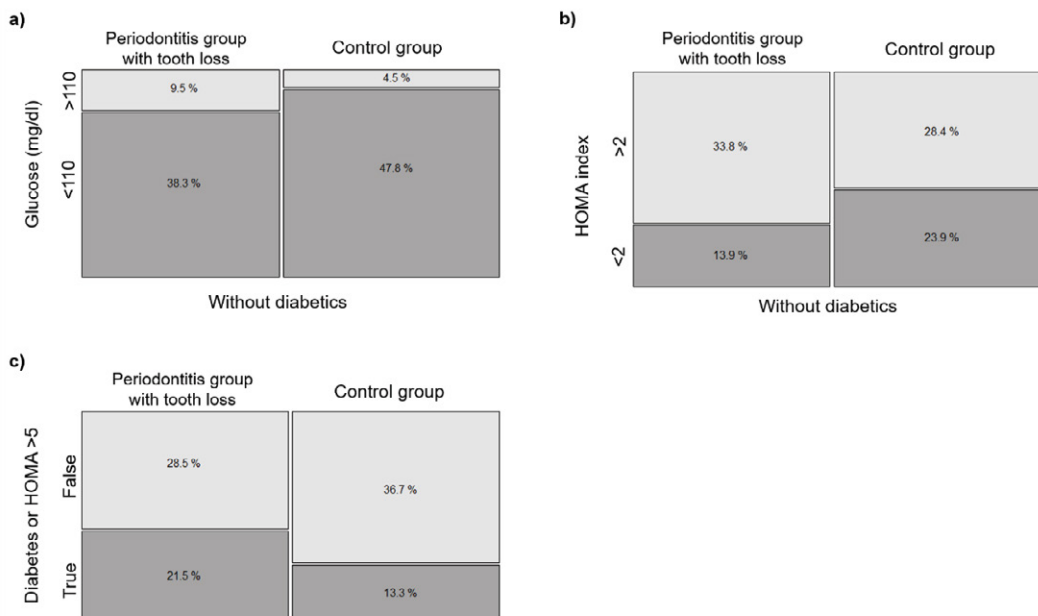 a)
Periodontitis group
with tooth loss
Control group
Glucose (mg/dl)
>110
<110
9.5 %
4.5 %
38.3 %
47.8 %
Without diabetics
b)
Periodontitis group
with tooth loss
Control group
HOMA index
>2
<2
33.8 %
28.4 %
13.9 %
23.9 %
Without diabetics
c)
Periodontitis group
with tooth loss
Control group
Diabetes or HOMA >5
False
True
28.5 %
36.7 %
21.5 %
13.3 %